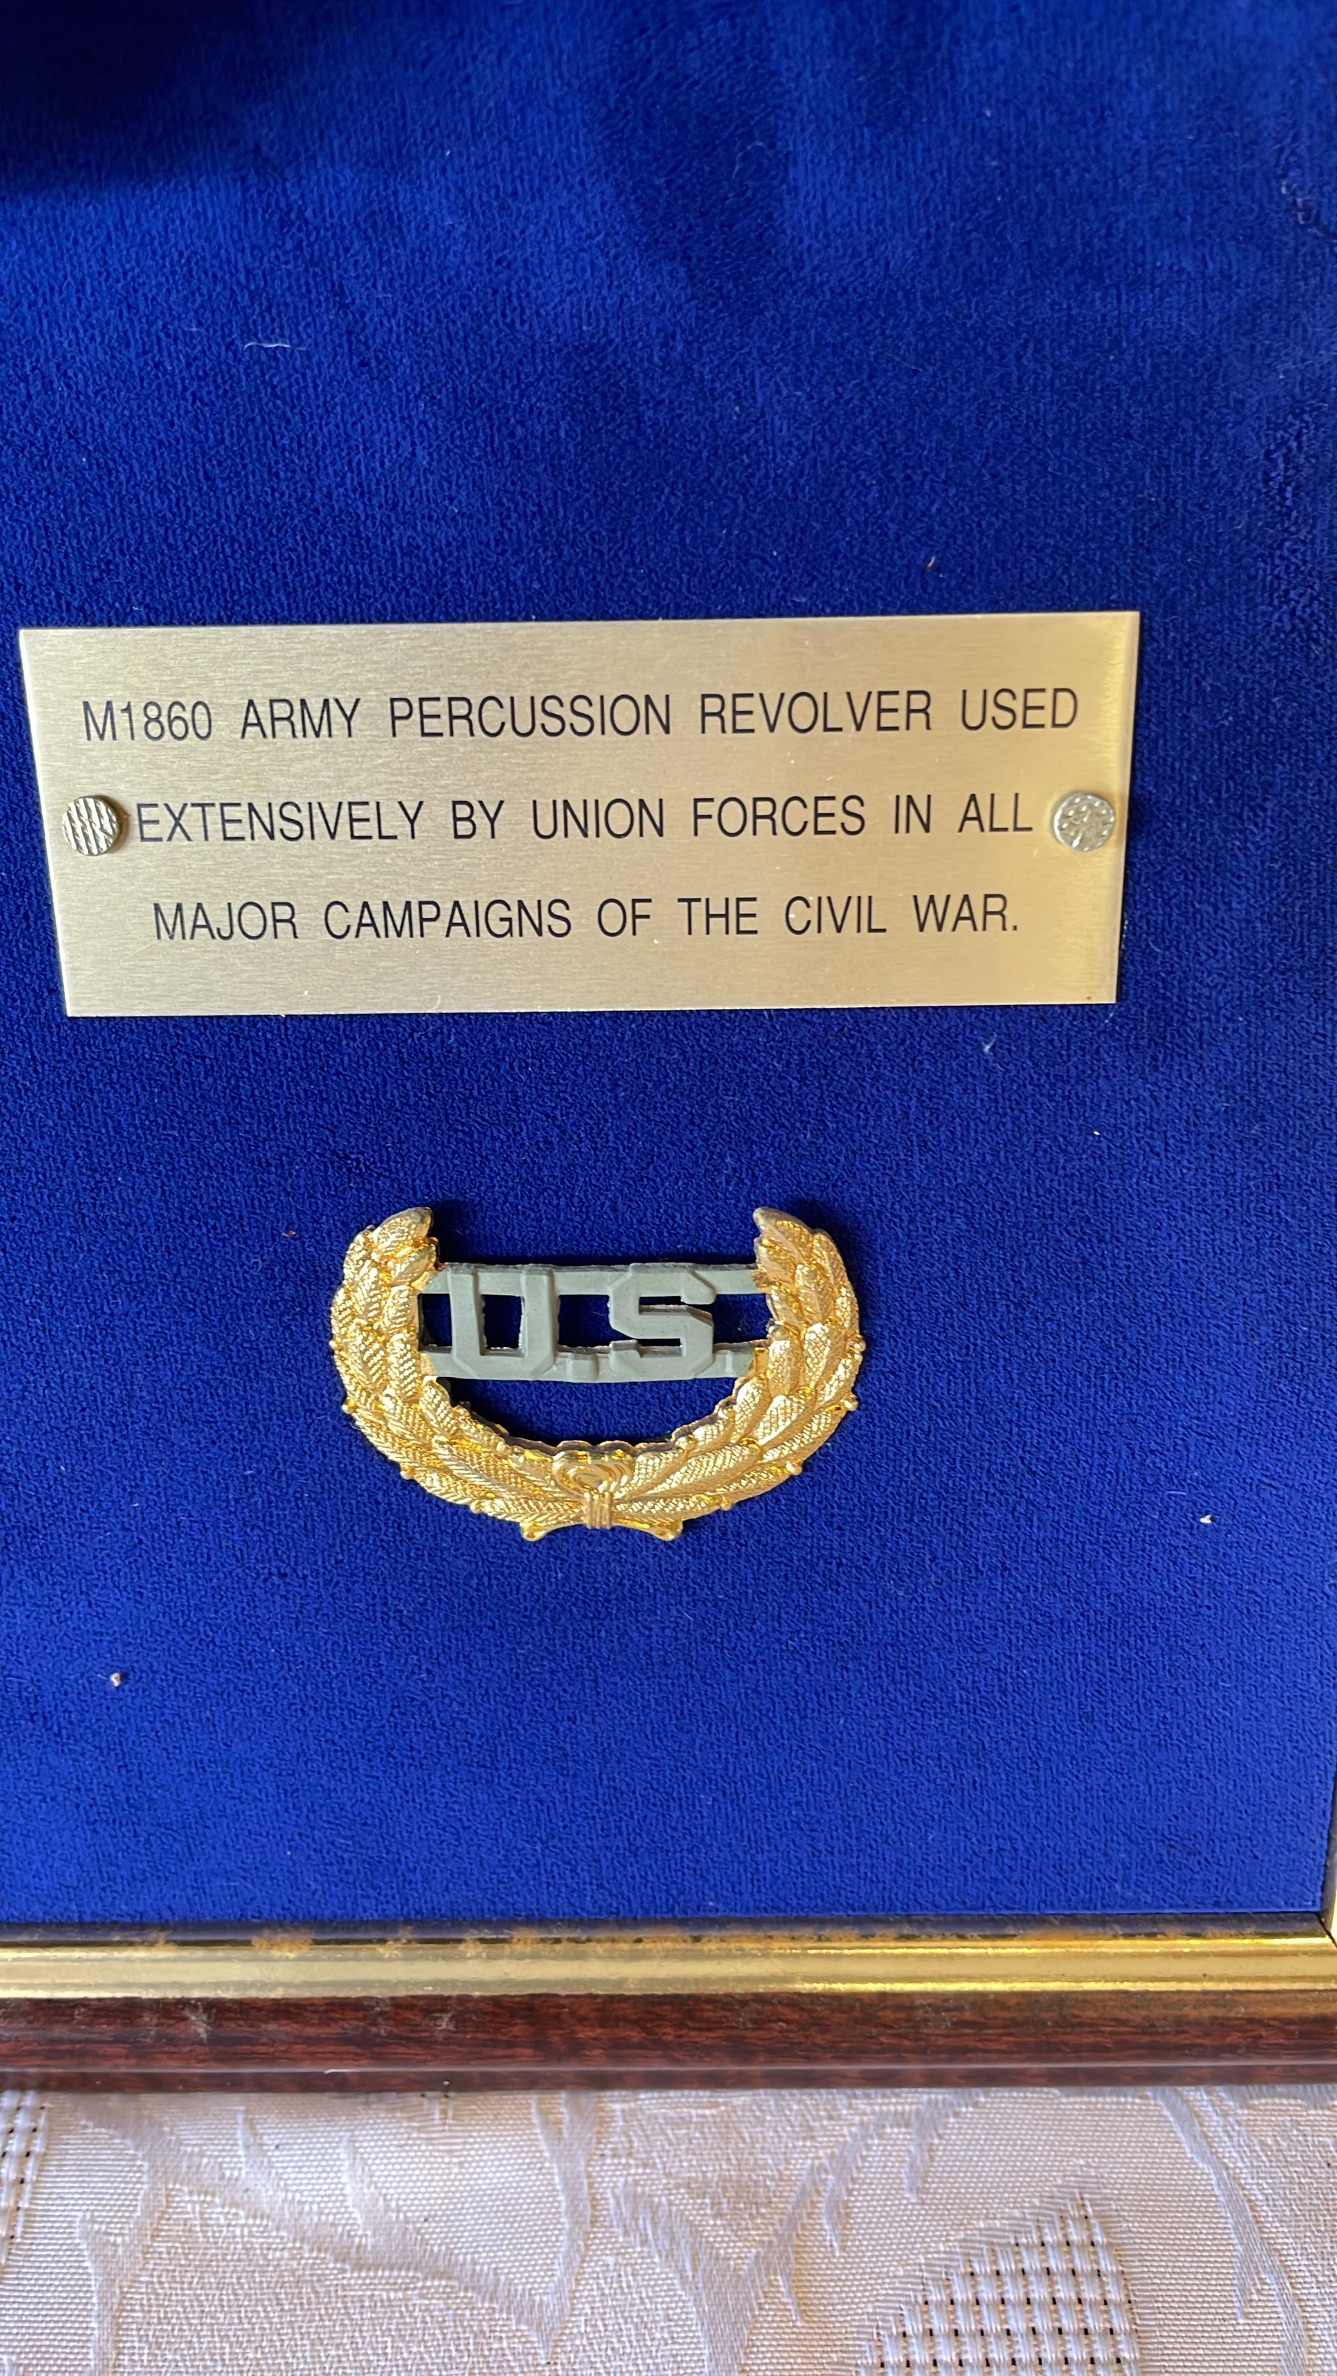 M1860 ARMY PERCUSSION REVOLVER USED
EXTENSIVELY BY UNION FORCES IN ALL
MAJOR CAMPAIGNS OF THE CIVIL WAR.
U.S.